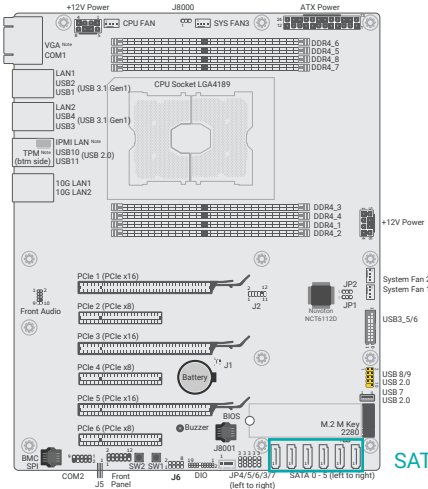 +12V Power
J8000
ATX Power
CPU FAN
SYS FAN3
VGA Note
COM1
DDR4_6
DDR4_5
DDR4_8
DDR4_7
LAN1
USB2
USB1
(USB 3.1 Gen1)
CPU Socket LGA4189
LAN2
USB4
USB3
(USB 3.1 Gen1)
IPMI LAN Note
TPM Note
(btm side)
USB10
USB11
(USB 2.0)
10G LAN1
10G LAN2
DDR4_3
DDR4_4
DDR4_1
DDR4_2
+12V Power
System Fan 2
System Fan 1
PCIe 1 (PCIe x16)
J2
JP2
JP1
Nuvoton
NCT6112D
Front Audio
PCIe 2 (PCIe x8)
USB3_5/6
PCIe 3 (PCIe x16)
J1
PCIe 4 (PCIe x8)
Battery
USB 8/9
USB 2.0
USB 7
USB 2.0
PCIe 5 (PCIe x16)
BIOS
M.2 M Key
2280
PCIe 6 (PCIe x8)
Buzzer
J8001
BMC
SPI
SAT
COM2
J5
Front
Panel
SW2
SW1
J6
DIO
JP4/5/6/3/7
(left to right)
SATA 0 - 5 (left to right)